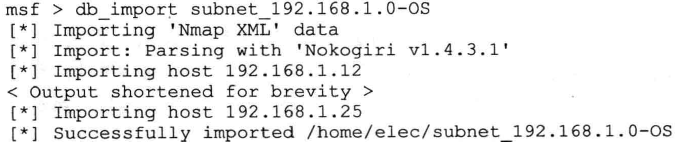 msf > db_import subnet_192.168.1.0-OS
[*] Importing 'Nmap XML' data
[*] Import: Parsing with 'Nokogiri v1.4.3.1'
[*] Importing host 192.168.1.12
< Output shortened for brevity >
[*] Importing host 192.168.1.25
[*] Successfully imported /home/elec/subnet_192.168.1.0-OS